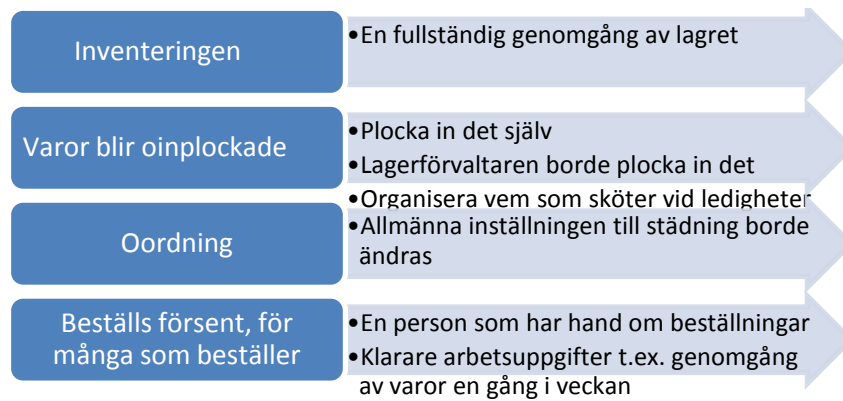 Inventeringen
•En fullständig genomgång av lagret
Varor blir oinplockade
•Plocka in det själv
•Lagerförvaltaren borde plocka in det
•Organisera vem som sköter vid ledigheter
Oordning
•Allmänna inställningen till städning borde
ändras
Beställs försent, för
många som beställer
•En person som har hand om beställningar
•Klarare arbetsuppgifter t.ex. genomgång
av varor en gång i veckan